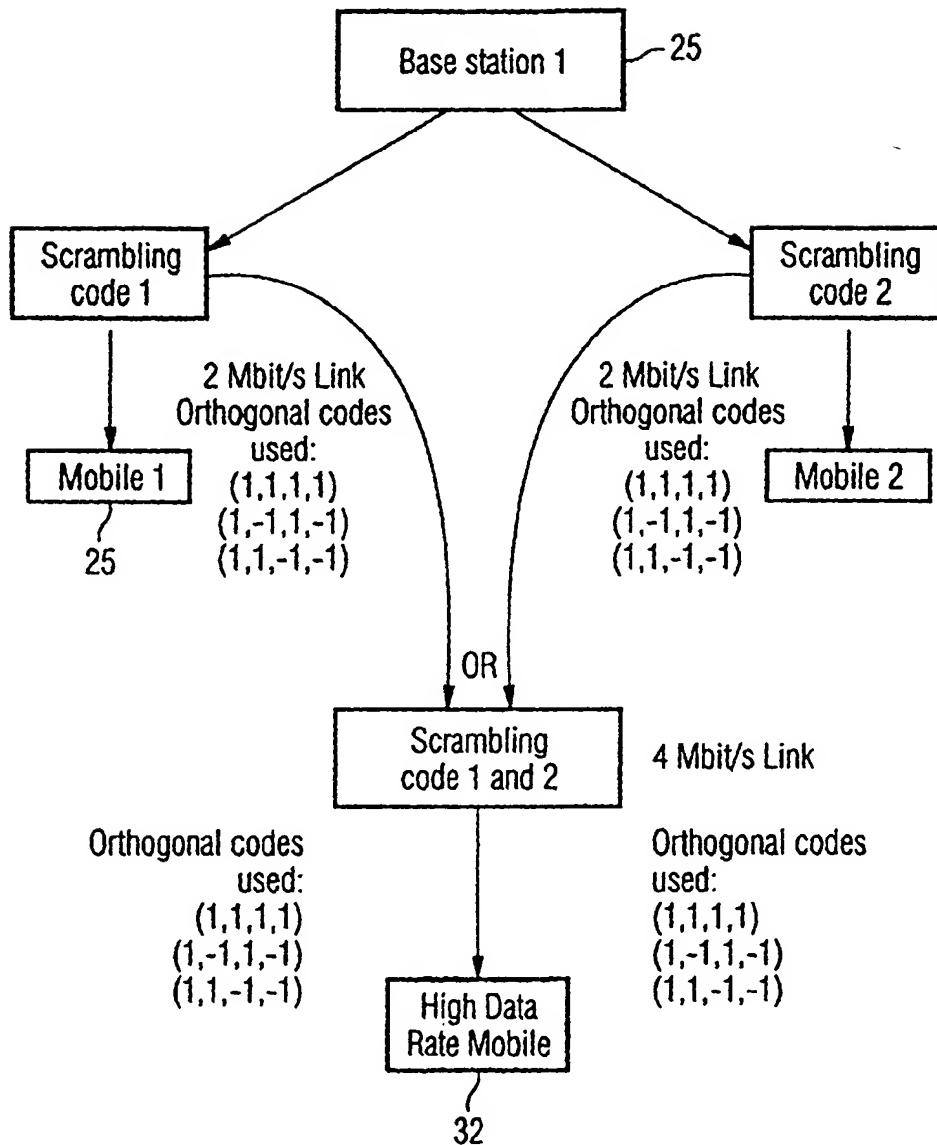 Base station 1
25
Scrambling
code 1
Scrambling
code 2
2 Mbit/s Link
Orthogonal codes
used:
(1,1,1,1)
(1,-1,1,-1)
(1,1,-1,-1)
2 Mbit/s Link
Orthogonal codes
used:
(1,1,1,1)
(1,-1,1,-1)
(1,1,-1,-1)
Mobile 1
25
Mobile 2
OR
Scrambling
code 1 and 2
4 Mbit/s Link
Orthogonal codes
used:
(1,1,1,1)
(1,-1,1,-1)
(1,1,-1,-1)
Orthogonal codes
used:
(1,1,1,1)
(1,-1,1,-1)
(1,1,-1,-1)
High Data
Rate Mobile
32